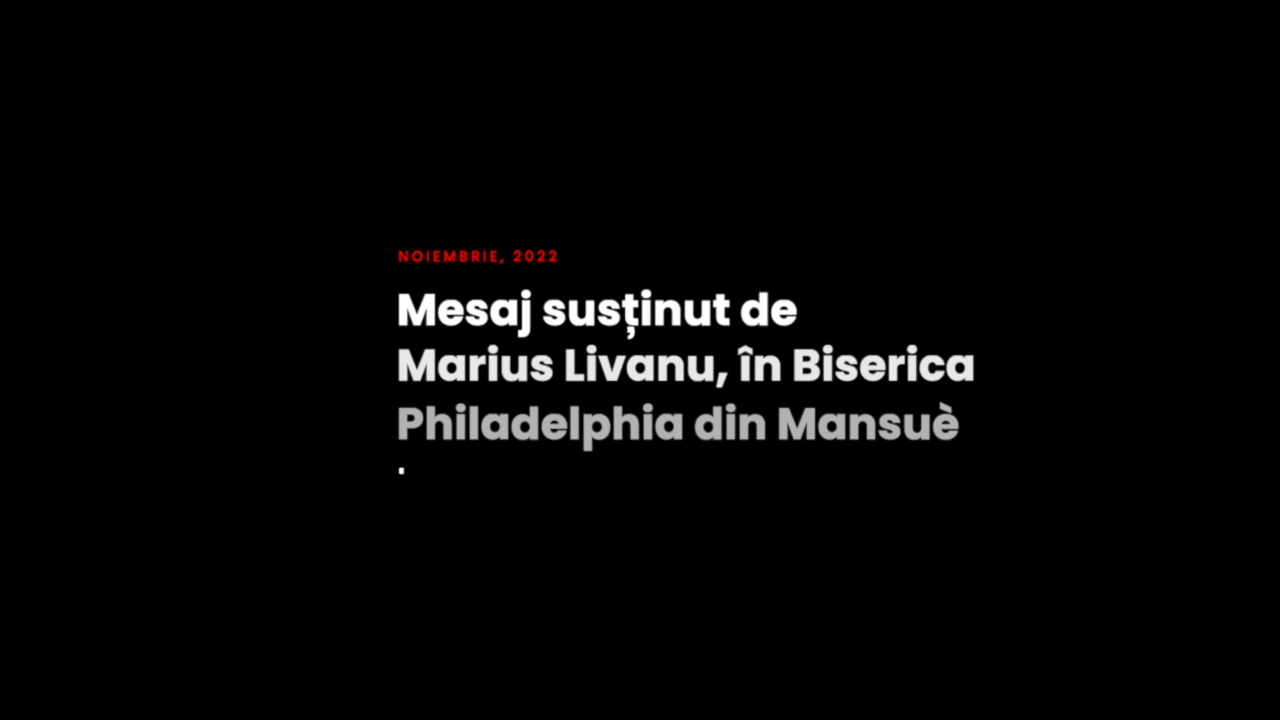 NOIEMBRIE, 2022
Mesaj susținut de
Marius Livanu, în Biserica
Philadelphia din Mansuè
.